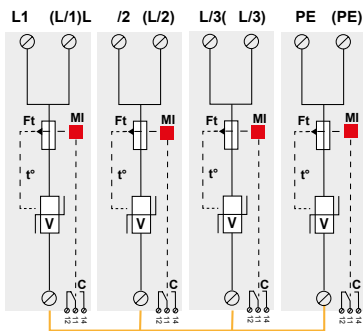 L1 (L/1)L /2 (L/2) L/3( L/3) PE (PE)
Ft MI Ft MI Ft MI Ft MI
t° t° t° t°
V V V V
C C C C
12 11 14 12 11 14 12 11 14 12 11 14